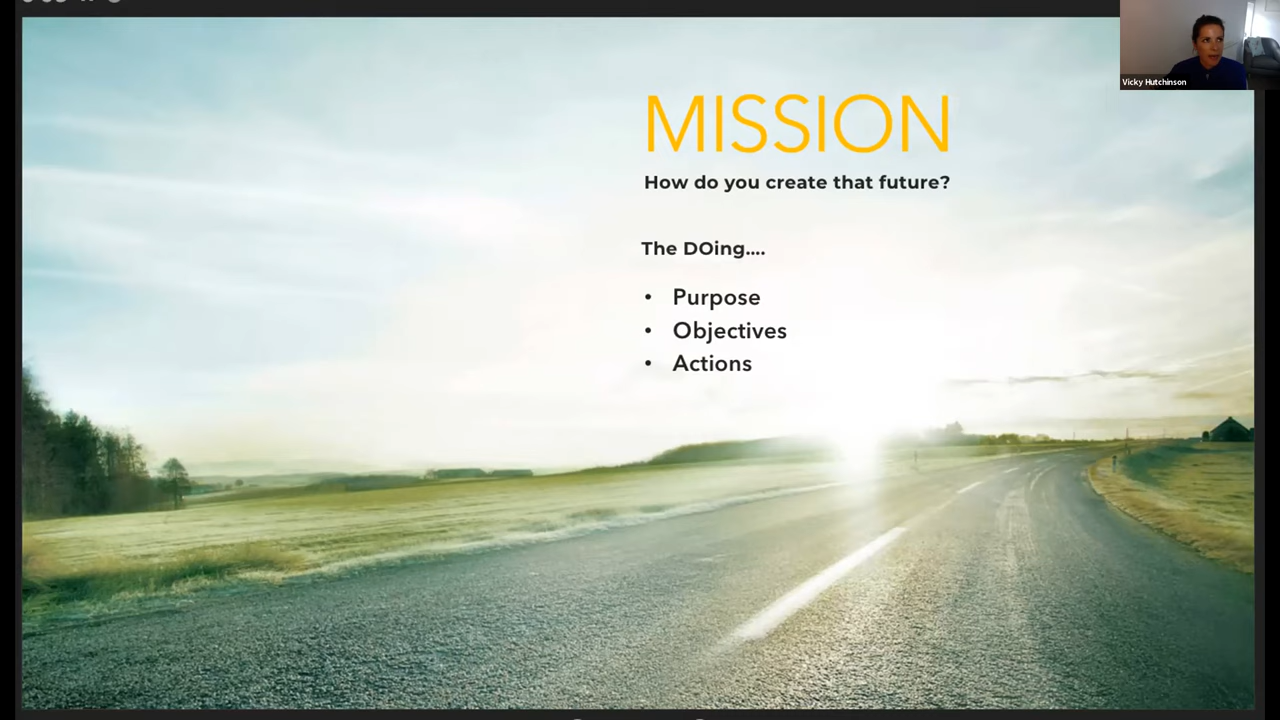 Vicky Hutchinson
MISSION
How do you create that future?
The DOing....
• Purpose
• Objectives
• Actions